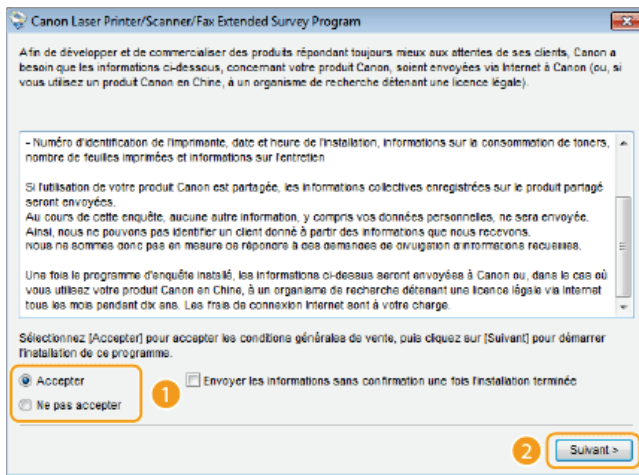 Canon Laser Printer/Scanner/Fax Extended Survey Program
Afin de développer et de commercialiser des produits répondant toujours mieux aux attentes de ses clients, Canon a
besoin que les informations ci-dessous, concernant votre produit Canon, soient envoyées via Internet à Canon (ou, si
vous utilisez un produit Canon en Chine, à un organisme de recherche détenant une licence légale).
- Numéro d'identification de l'imprimante, date et heure de l'installation, informations sur la consommation de toners,
nombre de feuilles imprimées et informations sur l'entretien
Si l'utilisation de votre produit Canon est partagée, les informations collectives enregistrées sur le produit partagé
seront envoyées.
Au cours de cette enquête, aucune autre information, y compris vos données personnelles, ne sera envoyée.
Ainsi, nous ne pouvons pas identifier un client donné à partir des informations que nous recevons.
Nous ne sommes donc pas en mesure de répondre à des demandes de divulgation d'informations recueillies.
Une fois le programme d'enquête installé, les informations ci-dessus seront envoyées à Canon ou, dans le cas où
vous utilisez votre produit Canon en Chine, à un organisme de recherche détenant une licence légale via Internet
tous les mois pendant dix ans. Les frais de connexion Internet sont à votre charge.
Sélectionnez [Accepter] pour accepter les conditions générales de vente, puis cliquez sur [Suivant] pour démarrer
l'installation de ce programme.
Accepter
Envoyer les informations sans confirmation une fois l'installation terminée
Ne pas accepter
1
2
Suivant >